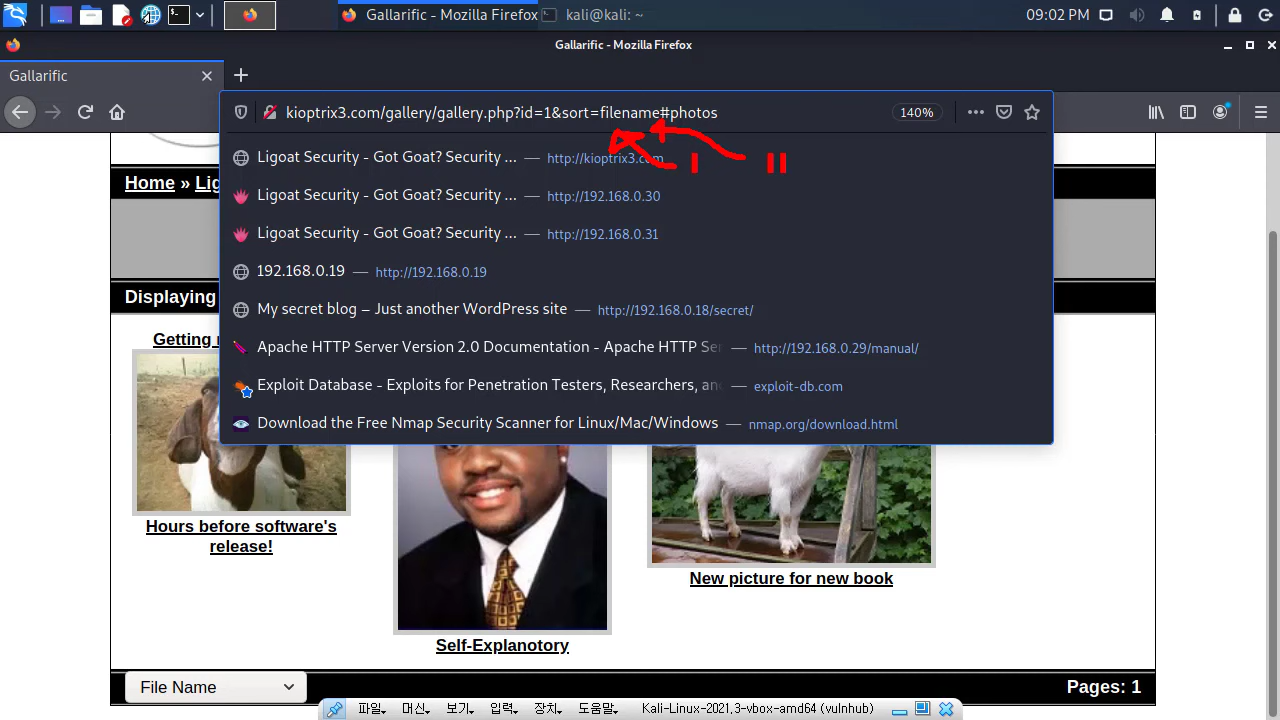 Gallarific - Mozilla Firefox
kali@kali: ~
09:02 PM
Gallarific - Mozilla Firefox
Gallarific
kioptrix3.com/gallery/gallery.php?id=1&sort=filename#photos
140%
Ligoat Security - Got Goat? Security ... — http://kioptrix3.com
I
II
Home » Lig
Ligoat Security - Got Goat? Security ... — http://192.168.0.30
Ligoat Security - Got Goat? Security ... — http://192.168.0.31
192.168.0.19 — http://192.168.0.19
Displaying
My secret blog – Just another WordPress site — http://192.168.0.18/secret/
Getting
Apache HTTP Server Version 2.0 Documentation - Apache HTTP Ser — http://192.168.0.29/manual/
Exploit Database - Exploits for Penetration Testers, Researchers, and — exploit-db.com
Download the Free Nmap Security Scanner for Linux/Mac/Windows — nmap.org/download.html
Hours before software's
release!
Self-Explanotory
New picture for new book
File Name
Pages: 1
파일 머신 보기 입력 장치 도움말 Kali-Linux-2021.3-vbox-amd64 (vulnhub)